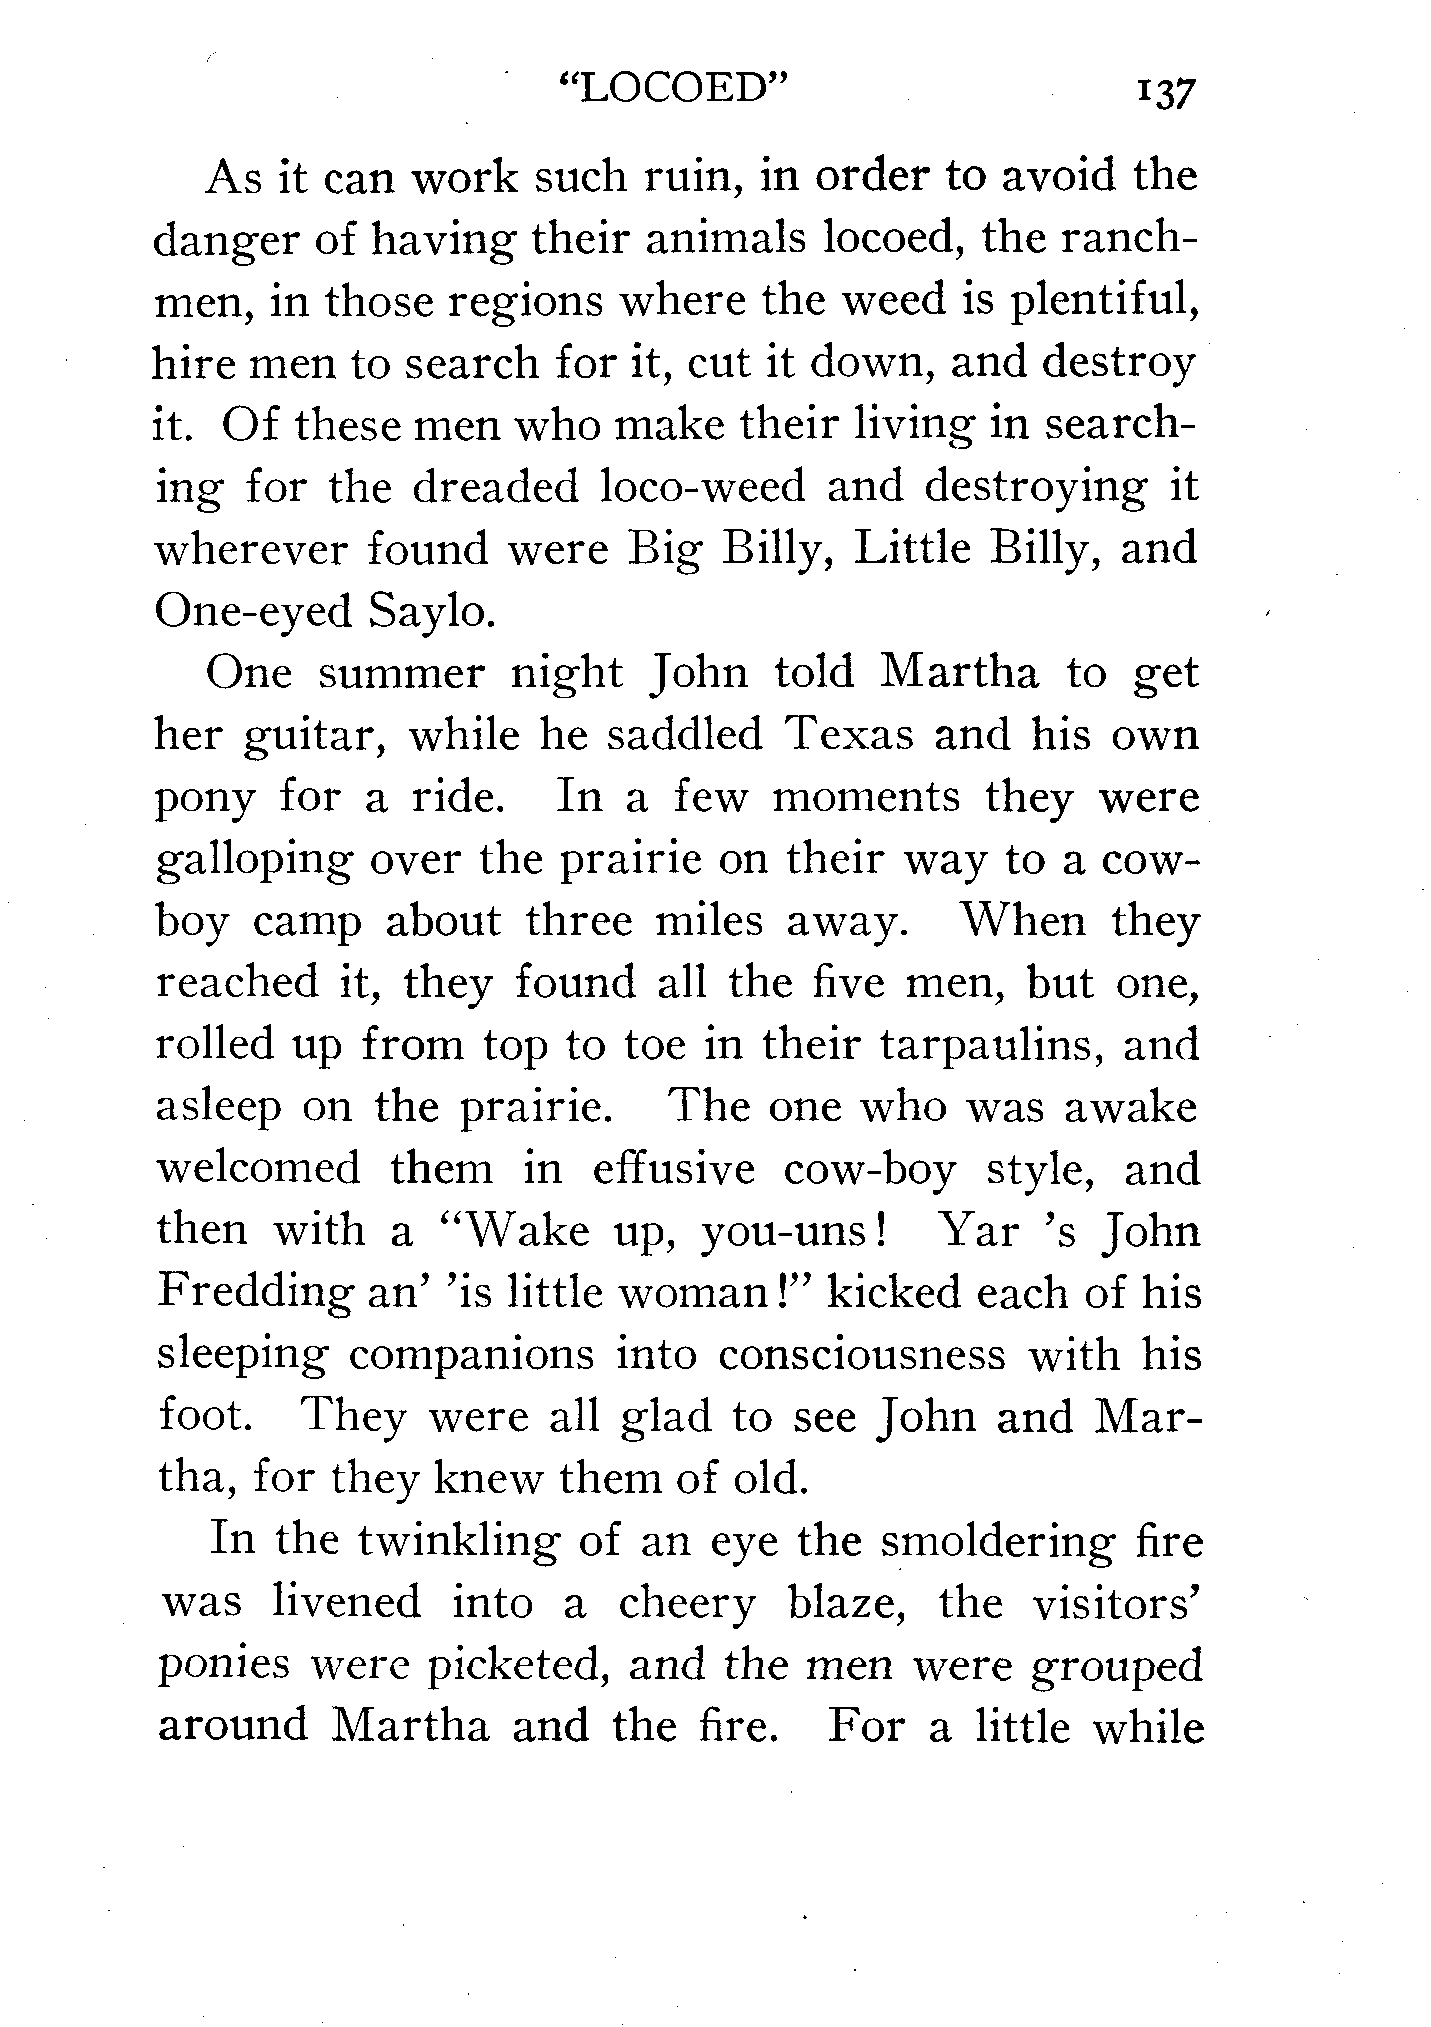 “LOCOED” 137
As it can work such ruin, in order to avoid the
danger of having their animals locoed, the ranch-
men, in those regions where the weed is plentiful,
hire men to search for it, cut it down, and destroy
it. Of these men who make their living in search-
ing for the dreaded loco-weed and destroying it
wherever found were Big Billy, Little Billy, and
One-eyed Saylo.
One summer night John told Martha to get
her guitar, while he saddled Texas and his own
pony for a ride. In a few moments they were
galloping over the prairie on their way to a cow-
boy camp about three miles away. When they
reached it, they found all the five men, but one,
rolled up from top to toe in their tarpaulins, and
asleep on the prairie. The one who was awake
welcomed them in effusive cow-boy style, and
then with a “Wake up, you-uns! Yar ’s John
Fredding an’ ’is little woman!” kicked each of his
sleeping companions into consciousness with his
foot. They were all glad to see John and Mar-
tha, for they knew them of old.
In the twinkling of an eye the smoldering fire
was livened into a cheery blaze, the visitors’
ponies were picketed, and the men were grouped
around Martha and the fire. For a little while